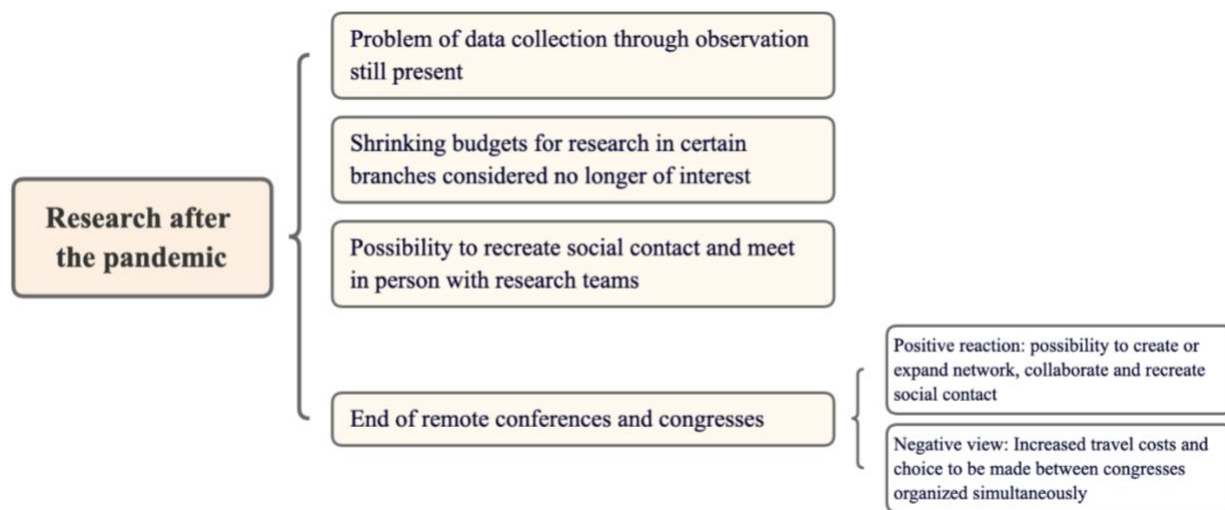 Problem of data collection through observation
still present
Shrinking budgets for research in certain
branches considered no longer of interest
Research after
the pandemic
Possibility to recreate social contact and meet
in person with research teams
End of remote conferences and congresses
Positive reaction: possibility to create or
expand network, collaborate and recreate
social contact
Negative view: Increased travel costs and
choice to be made between congresses
organized simultaneously